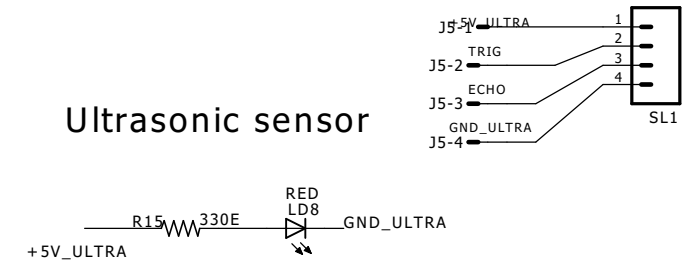 J5-1 +5V_ULTRA 1
TRIG 2
J5-2 3
ECHO 4
J5-3
GND_ULTRA SL1
J5-4
Ultrasonic sensor
RED
LD8
R15 330E GND_ULTRA
+5V_ULTRA